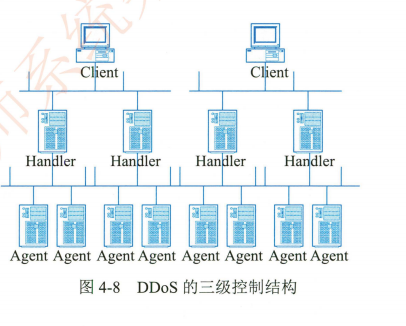 Client Client
Handler Handler Handler Handler
Agent Agent Agent Agent Agent Agent Agent Agent
图 4-8 DDoS 的三级控制结构